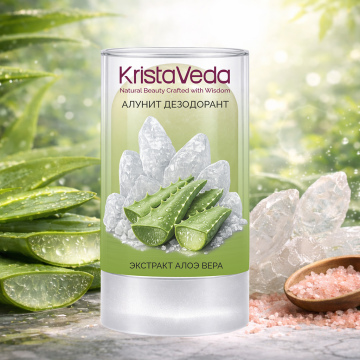 KristaVeda
Natural Beauty Crafted with Wisdom
АЛУНИТ ДЕЗОДОРАНТ
ЭКСТРАКТ АЛОЭ ВЕРА